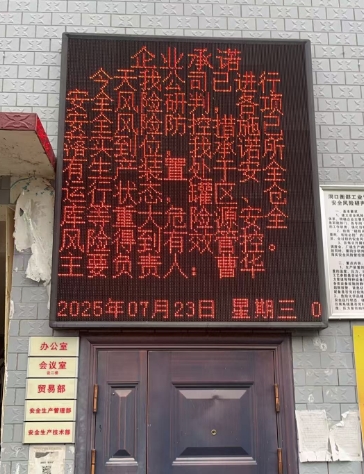 企业承诺
今天我公司已进行
安全风险研判，各项
安全风险防控措施已
落实到位，我承诺所
有生产装置处于安全
运行状态，罐区、仓
库等重大危险源安全
风险得到有效管控。
主要负责人：曹华
2025年07月23日 星期三 0
办公室
会议室
贸易部
安全生产管理部
安全生产技术部